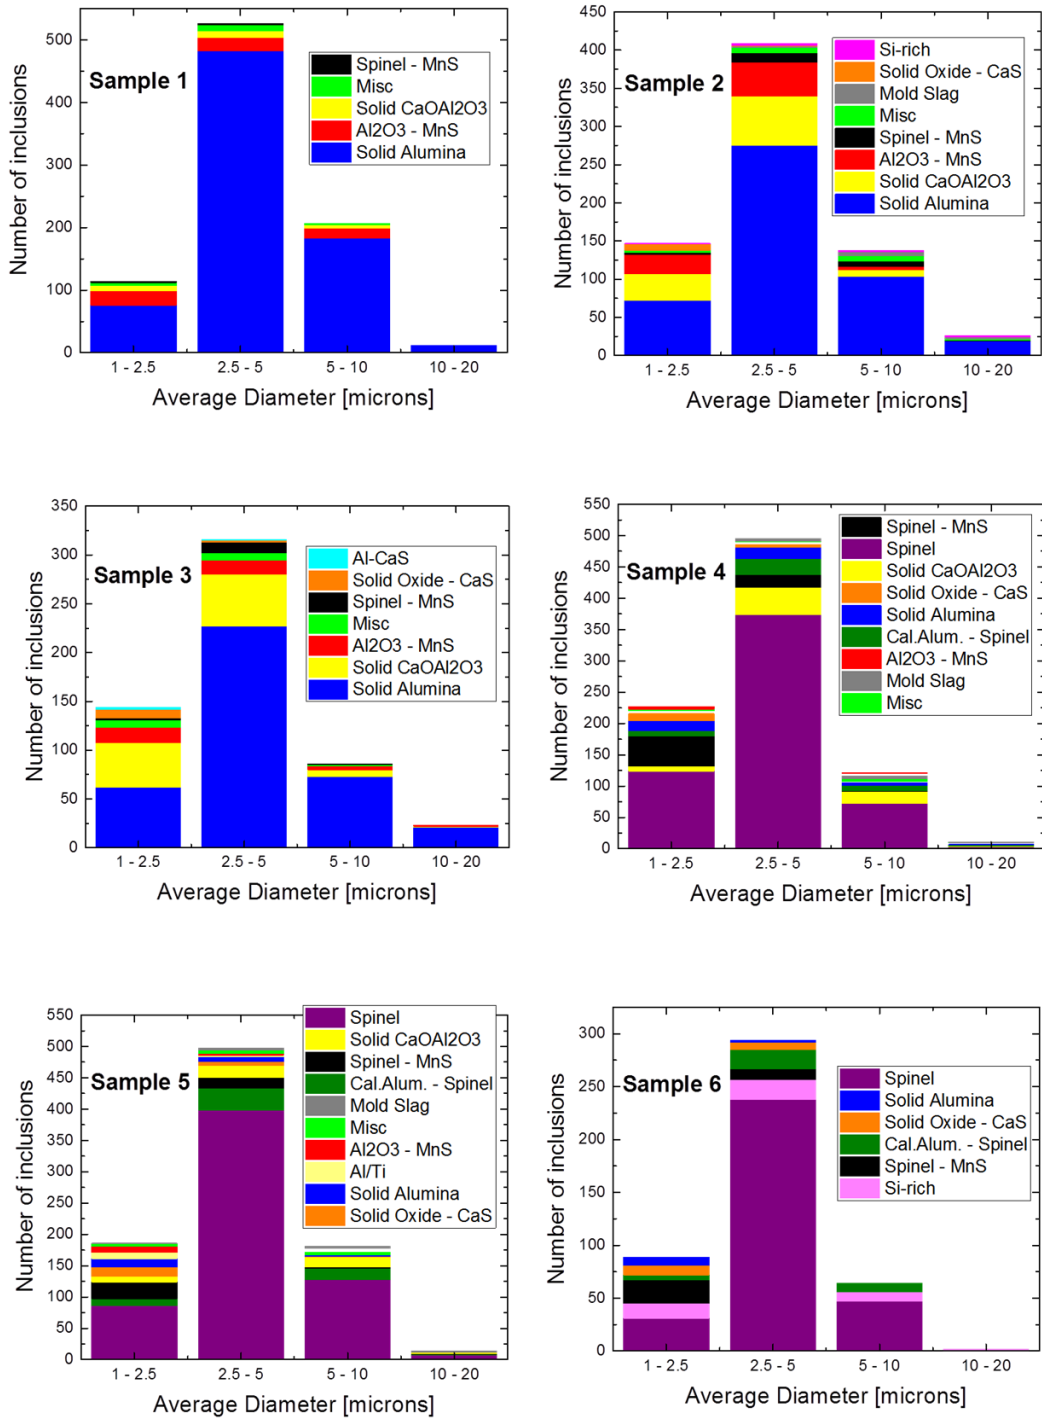 Sample 1
Number of inclusions
500
400
300
200
100
0
Spinel - MnS
Misc
Solid CaOAl2O3
Al2O3 - MnS
Solid Alumina
1 - 2.5
2.5 - 5
5 - 10
10 - 20
Average Diameter [microns]
Sample 2
Number of inclusions
450
400
350
300
250
200
150
100
50
0
Si-rich
Solid Oxide - CaS
Mold Slag
Misc
Spinel - MnS
Al2O3 - MnS
Solid CaOAl2O3
Solid Alumina
1 - 2.5
2.5 - 5
5 - 10
10 - 20
Average Diameter [microns]
Sample 3
Number of inclusions
350
300
250
200
150
100
50
0
Al-CaS
Solid Oxide - CaS
Spinel - MnS
Misc
Al2O3 - MnS
Solid CaOAl2O3
Solid Alumina
1 - 2.5
2.5 - 5
5 - 10
10 - 20
Average Diameter [microns]
Sample 4
Number of inclusions
550
500
450
400
350
300
250
200
150
100
50
0
Spinel - MnS
Spinel
Solid CaOAl2O3
Solid Oxide - CaS
Solid Alumina
Cal.Alum. - Spinel
Al2O3 - MnS
Mold Slag
Misc
1 - 2.5
2.5 - 5
5 - 10
10 - 20
Average Diameter [microns]
Sample 5
Number of inclusions
550
500
450
400
350
300
250
200
150
100
50
0
Spinel
Solid CaOAl2O3
Spinel - MnS
Cal.Alum. - Spinel
Mold Slag
Misc
Al2O3 - MnS
Al/Ti
Solid Alumina
Solid Oxide - CaS
1 - 2.5
2.5 - 5
5 - 10
10 - 20
Average Diameter [microns]
Sample 6
Number of inclusions
300
250
200
150
100
50
0
Spinel
Solid Alumina
Solid Oxide - CaS
Cal.Alum. - Spinel
Spinel - MnS
Si-rich
1 - 2.5
2.5 - 5
5 - 10
10 - 20
Average Diameter [microns]